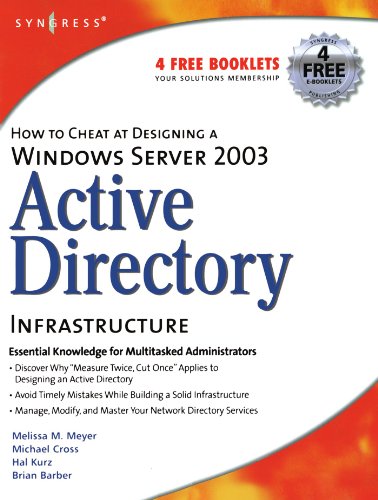 SYNGRESS®
4 FREE BOOKLETS
YOUR SOLUTIONS MEMBERSHIP
SYNGRESS
4
FREE
E-BOOKLETS
PUBLISHING
HOW TO CHEAT AT DESIGNING A
WINDOWS SERVER 2003
Active
Directory
INFRASTRUCTURE
Essential Knowledge for Multitasked Administrators
• Discover Why "Measure Twice, Cut Once" Applies to
Designing an Active Directory
• Avoid Timely Mistakes While Building a Solid Infrastructure
• Manage, Modify, and Master Your Network Directory Services
Melissa M. Meyer
Michael Cross
Hal Kurz
Brian Barber